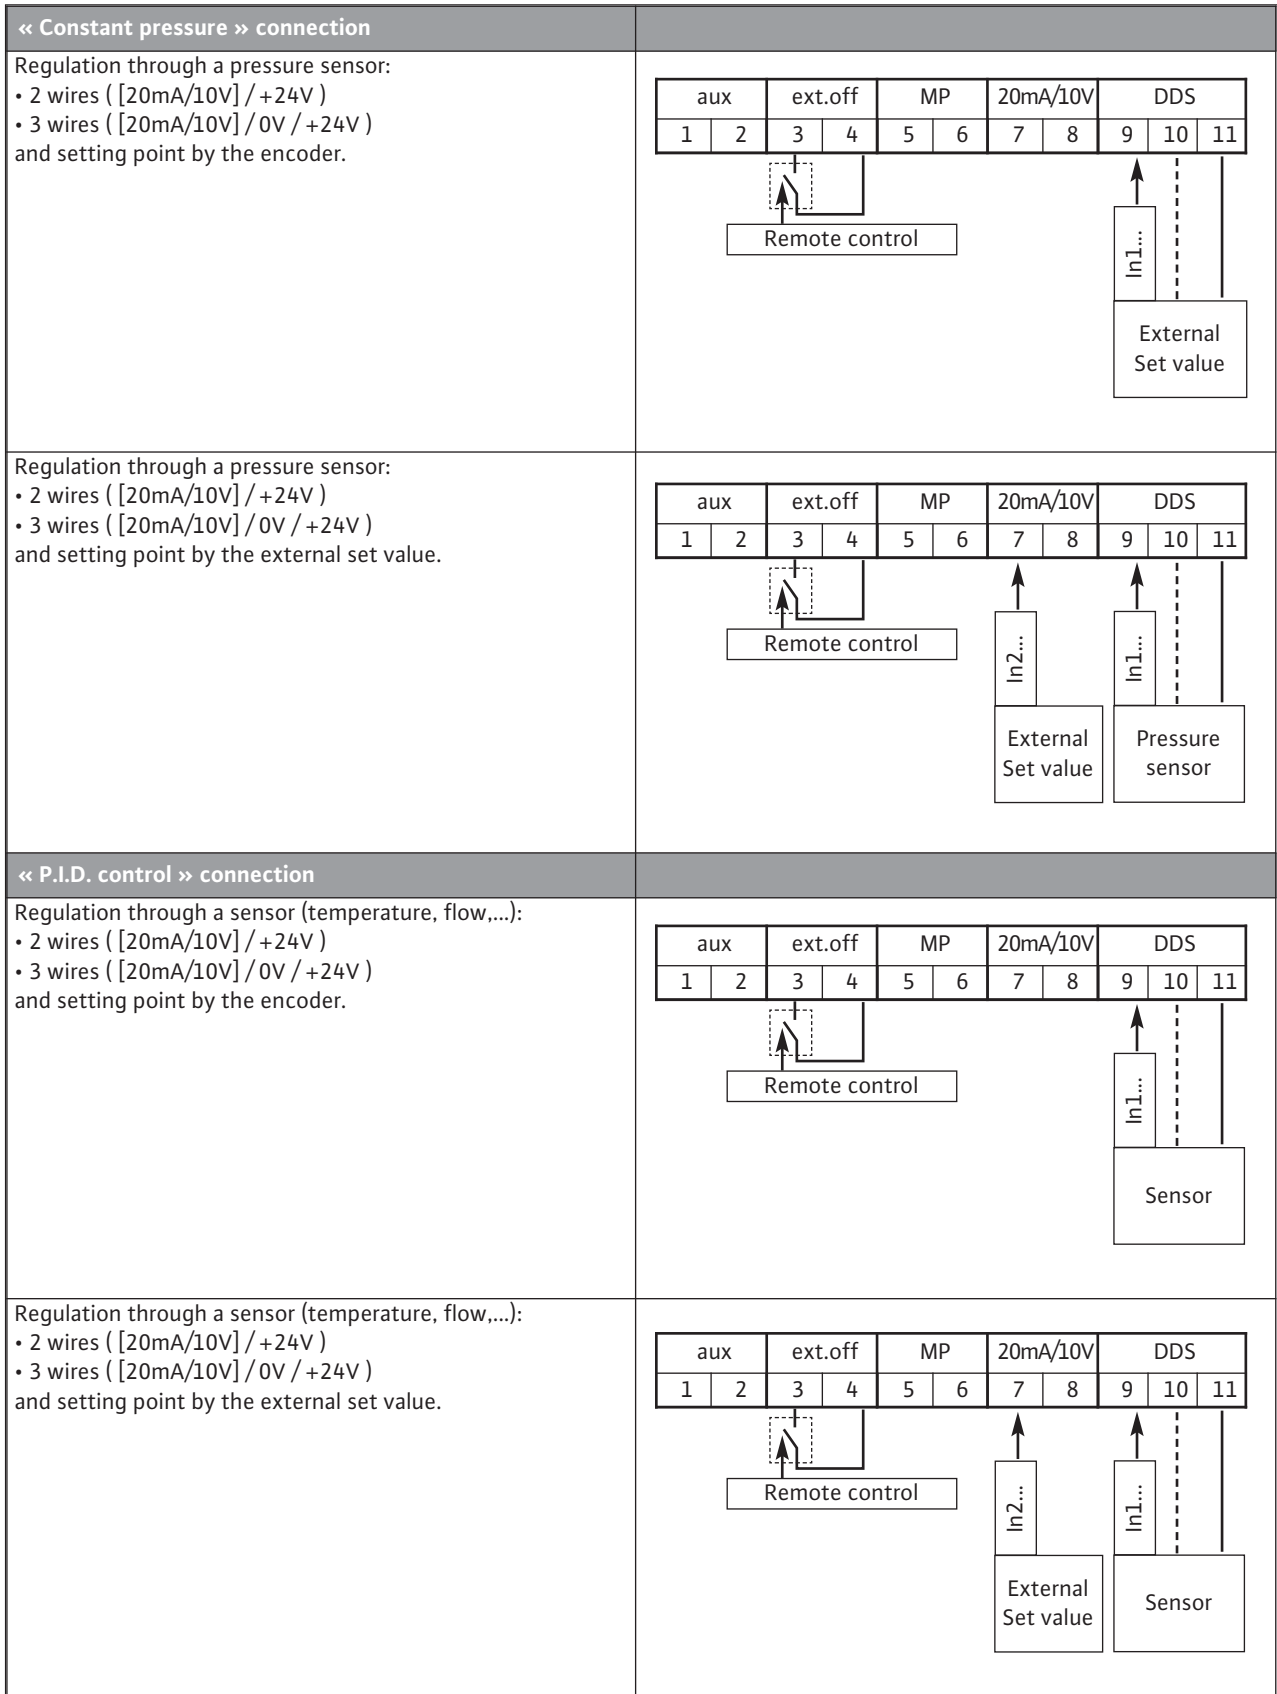 « Constant pressure » connection
Regulation through a pressure sensor:
• 2 wires ( [20mA/10V] / +24V )
• 3 wires ( [20mA/10V] / 0V / +24V )
and setting point by the encoder.
aux ext.off MP 20mA/10V DDS
1 2 3 4 5 6 7 8 9 10 11
Remote control
In1...
External
Set value
Regulation through a pressure sensor:
• 2 wires ( [20mA/10V] / +24V )
• 3 wires ( [20mA/10V] / 0V / +24V )
and setting point by the external set value.
aux ext.off MP 20mA/10V DDS
1 2 3 4 5 6 7 8 9 10 11
Remote control
In2...
In1...
External
Set value
Pressure
sensor
« P.I.D. control » connection
Regulation through a sensor (temperature, flow,...):
• 2 wires ( [20mA/10V] / +24V )
• 3 wires ( [20mA/10V] / 0V / +24V )
and setting point by the encoder.
aux ext.off MP 20mA/10V DDS
1 2 3 4 5 6 7 8 9 10 11
Remote control
In1...
Sensor
Regulation through a sensor (temperature, flow,...):
• 2 wires ( [20mA/10V] / +24V )
• 3 wires ( [20mA/10V] / 0V / +24V )
and setting point by the external set value.
aux ext.off MP 20mA/10V DDS
1 2 3 4 5 6 7 8 9 10 11
Remote control
In2...
In1...
External
Set value
Sensor